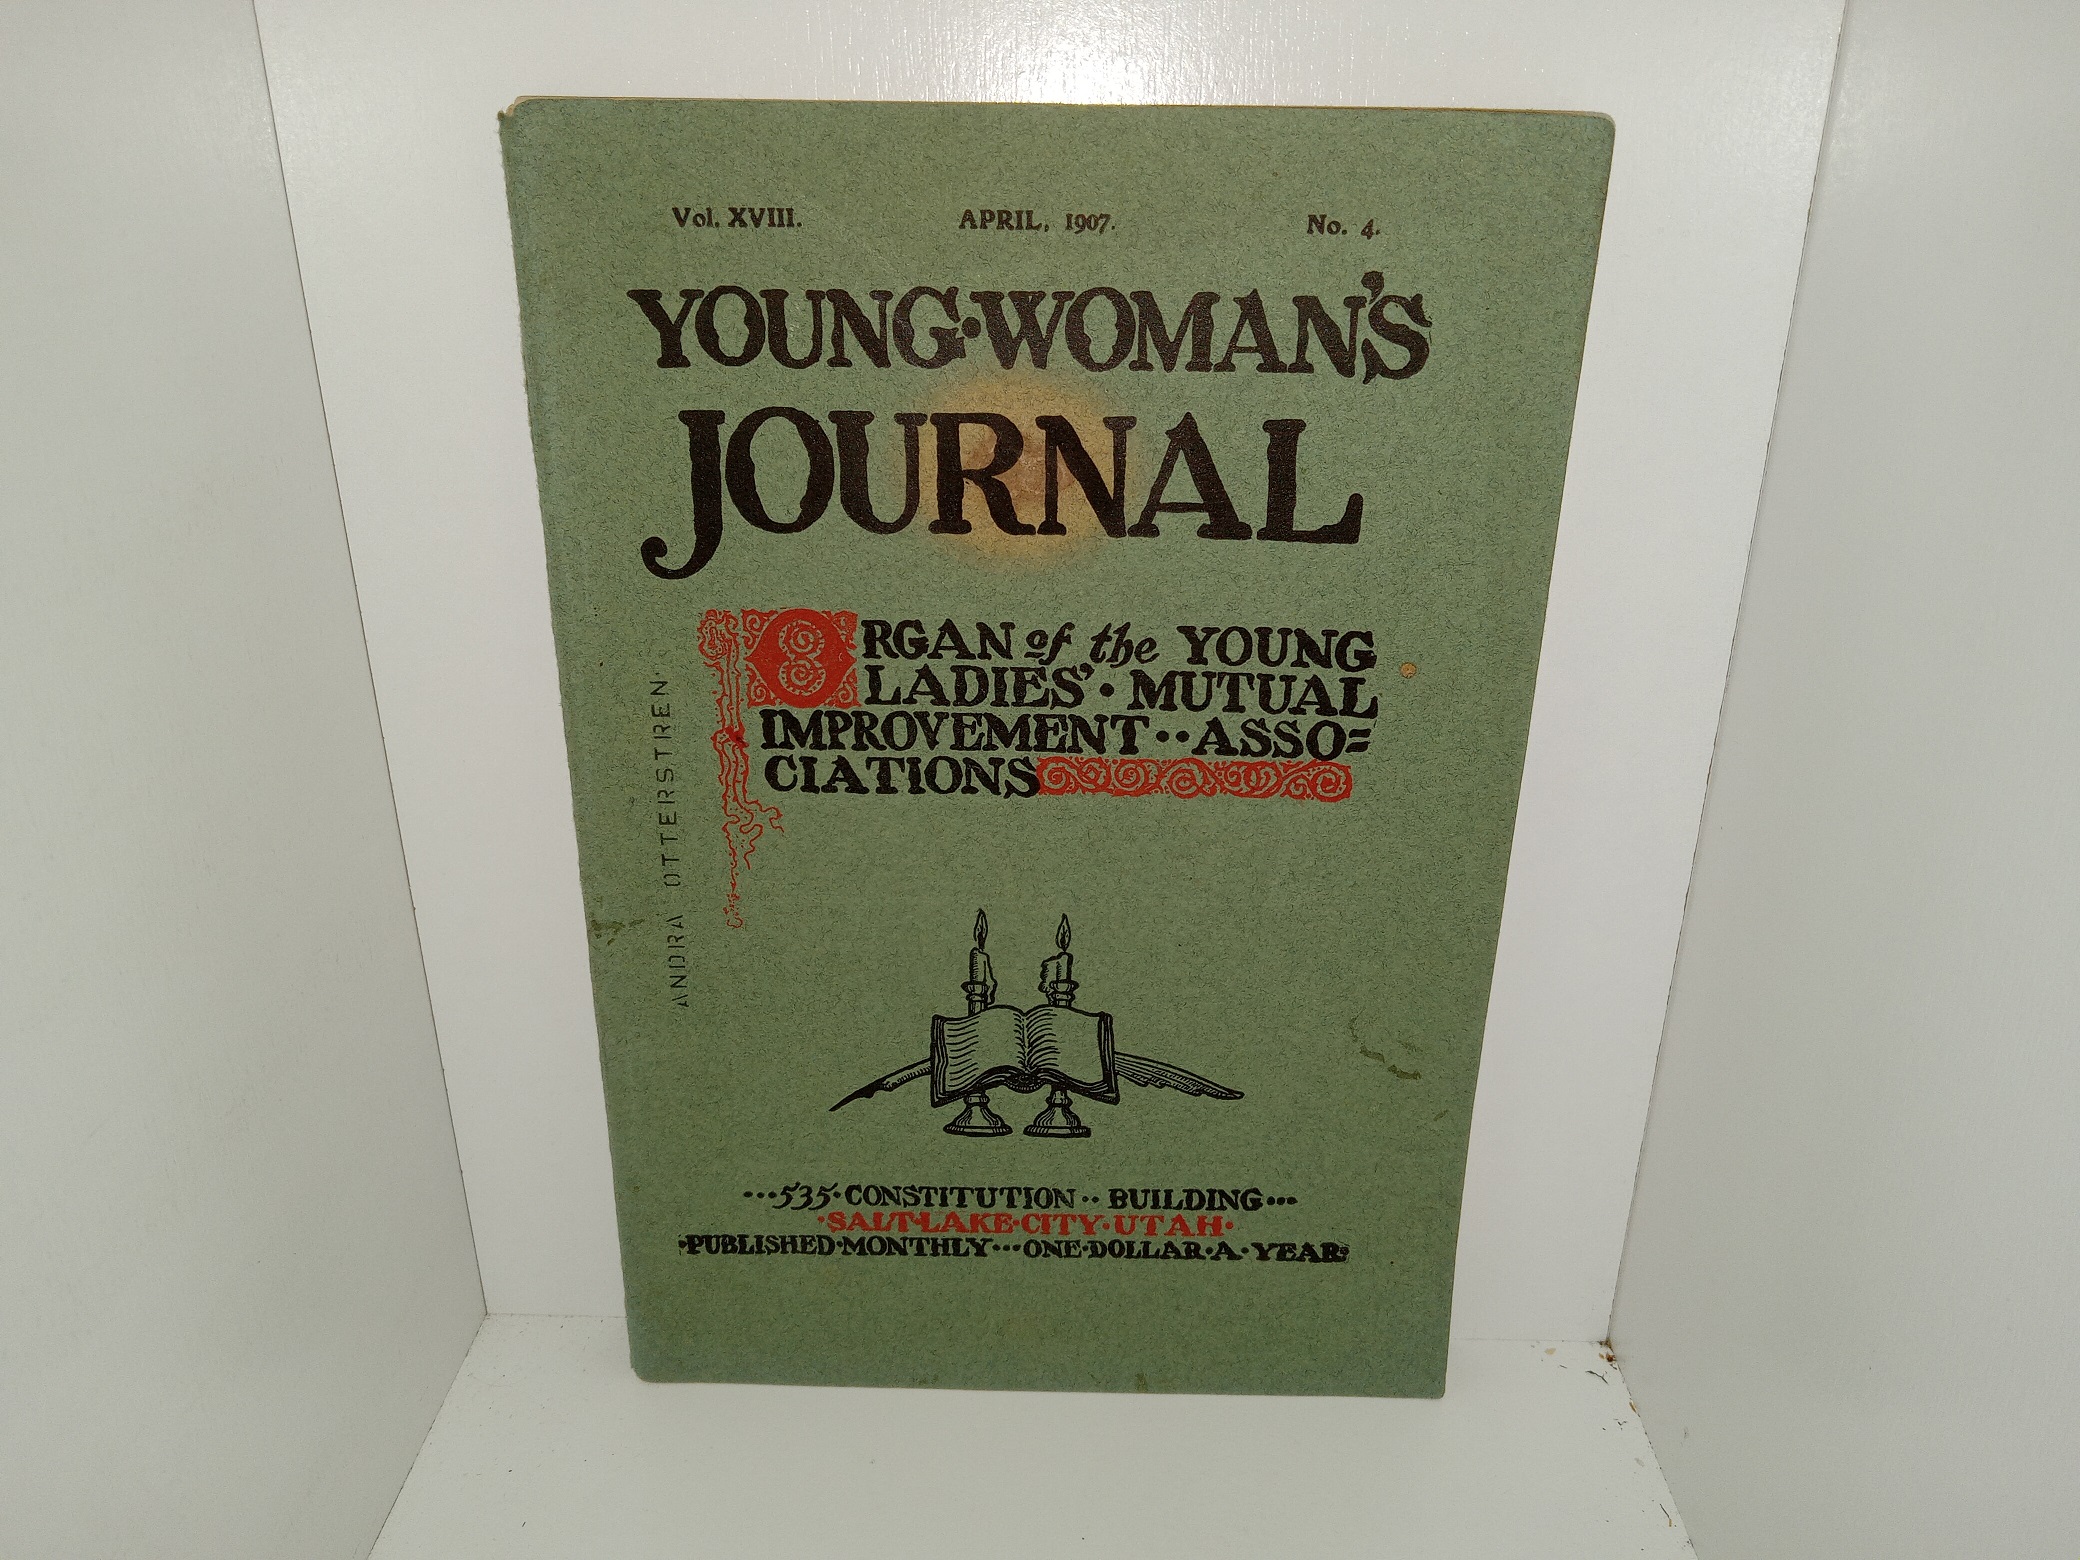 Vol. XVIII. APRIL, 1907. No. 4.
YOUNG·WOMAN'S
JOURNAL
ORGAN of the YOUNG
LADIES'·MUTUAL
IMPROVEMENT··ASSO=
CIATIONS
ANDRA OTTERSTREN.
···535·CONSTITUTION··BUILDING···
·SALT·LAKE·CITY·UTAH·
·PUBLISHED·MONTHLY···ONE·DOLLAR·A·YEAR·